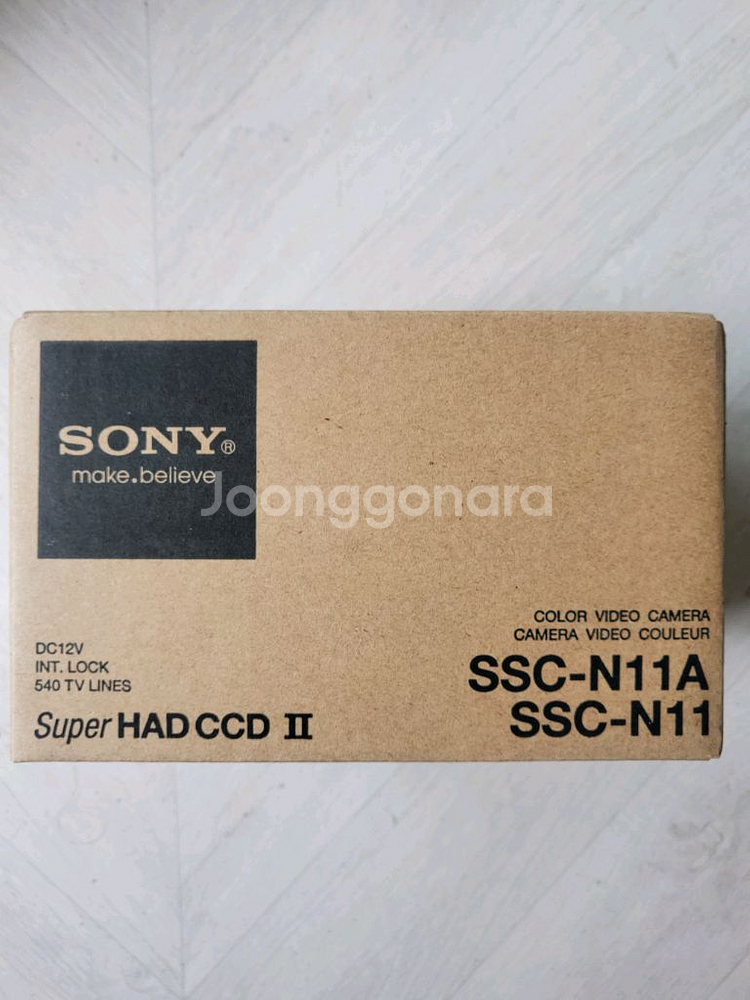 SONY®
make.believe
Joonggonara
COLOR VIDEO CAMERA
CAMERA VIDEO COULEUR
DC12V
INT. LOCK
540 TV LINES
SSC-N11A
SSC-N11
Super HAD CCD II